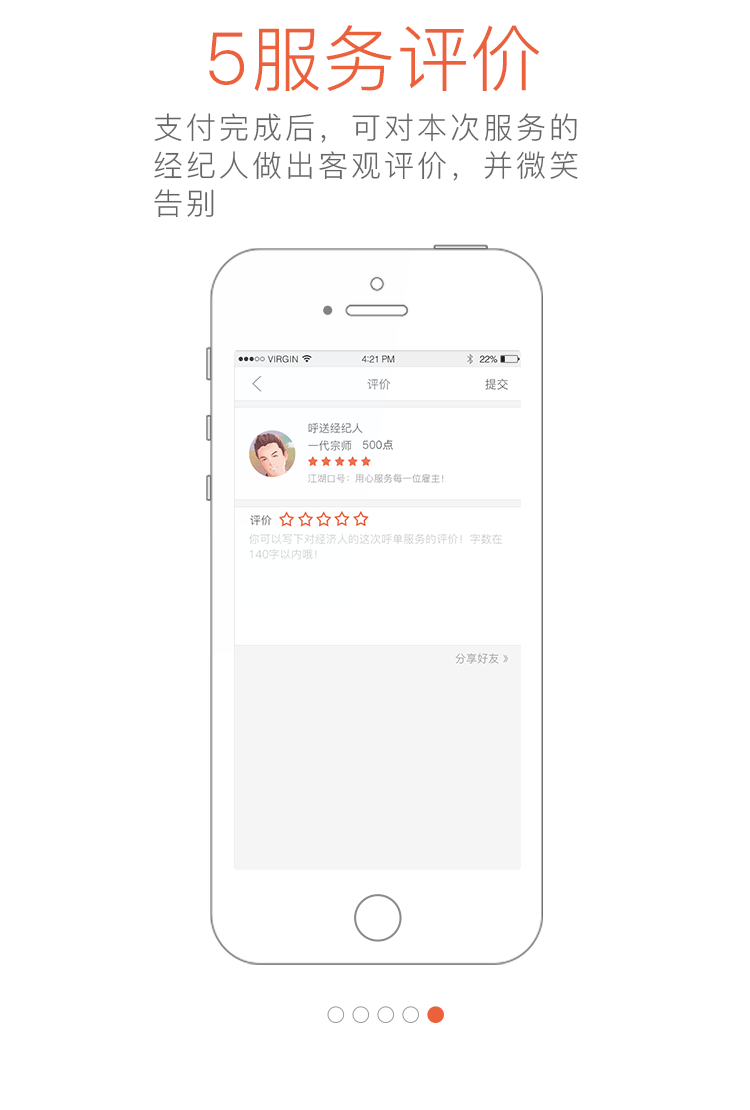 5服务评价
支付完成后，可对本次服务的
经纪人做出客观评价，并微笑
告别
VIRGIN 4:21 PM 22%
评价 提交
呼送经纪人
一代宗师 500点
江湖口号：用心服务每一位雇主！
评价
你可以写下对经济人的这次呼单服务的评价！字数在
140字以内哦！
分享好友 》